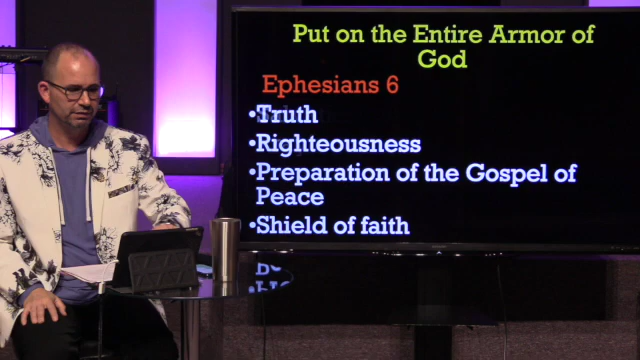 Put on the Entire Armor of
God
Ephesians 6
•Truth
•Righteousness
•Preparation of the Gospel of
Peace
•Shield of faith